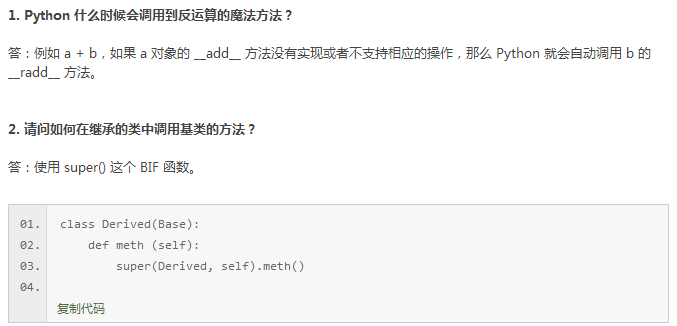 1. Python 什么时候会调用到反运算的魔法方法？
答：例如 a + b，如果 a 对象的 __add__ 方法没有实现或者不支持相应的操作，那么 Python 就会自动调用 b 的
__radd__ 方法。
2. 请问如何在继承的类中调用基类的方法？
答：使用 super() 这个 BIF 函数。
01. class Derived(Base):
02.     def meth (self):
03.         super(Derived, self).meth()
04.
复制代码